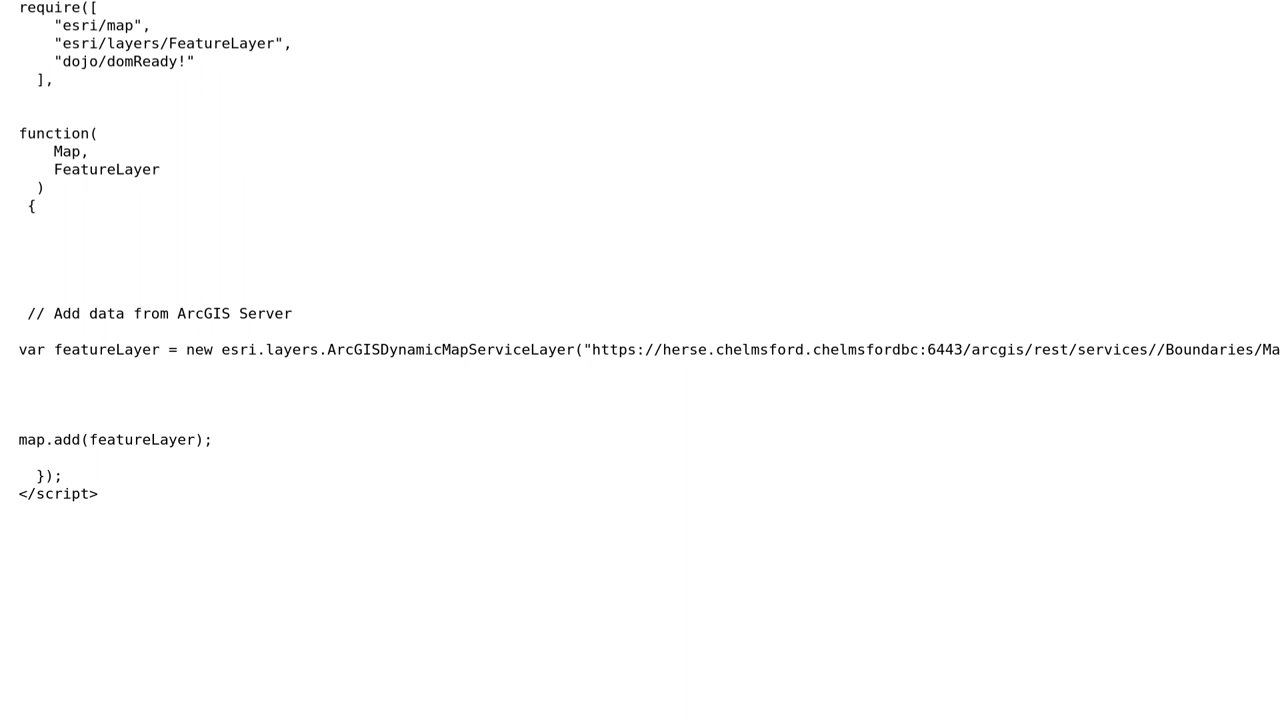 require([
"esri/map",
"esri/layers/FeatureLayer",
"dojo/domReady!"
],
function(
Map,
FeatureLayer
)
{
// Add data from ArcGIS Server
var featureLayer = new esri.layers.ArcGISDynamicMapServiceLayer("https://herse.chelmsford.chelmsfordbc:6443/arcgis/rest/services//Boundaries/Ma
map.add(featureLayer);
});
</script>